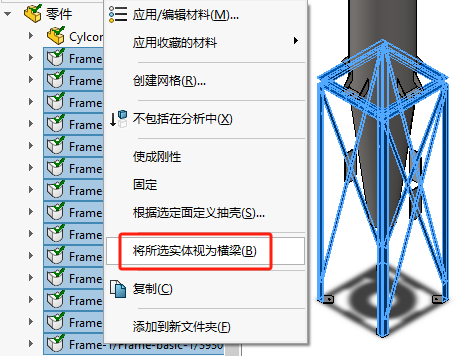 零件
Cylcon
Frame
Frame
Frame
Frame
Frame
Frame
Frame
Frame
Frame
Frame
Frame
Frame
Frame
Frame
Frame-1/Frame-basic-1/3930
应用/编辑材料(M)...
应用收藏的材料
创建网格(R)...
不包括在分析中(X)
使成刚性
固定
根据选定面定义抽壳(S)...
将所选实体视为横梁(B)
复制(C)
添加到新文件夹(F)